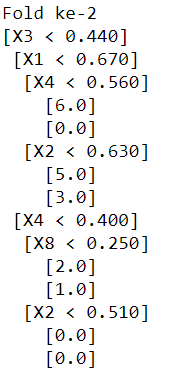 Fold ke-2
[X3 < 0.440]
 [X1 < 0.670]
  [X4 < 0.560]
    [6.0]
    [0.0]
  [X2 < 0.630]
    [5.0]
    [3.0]
 [X4 < 0.400]
  [X8 < 0.250]
    [2.0]
    [1.0]
  [X2 < 0.510]
    [0.0]
    [0.0]